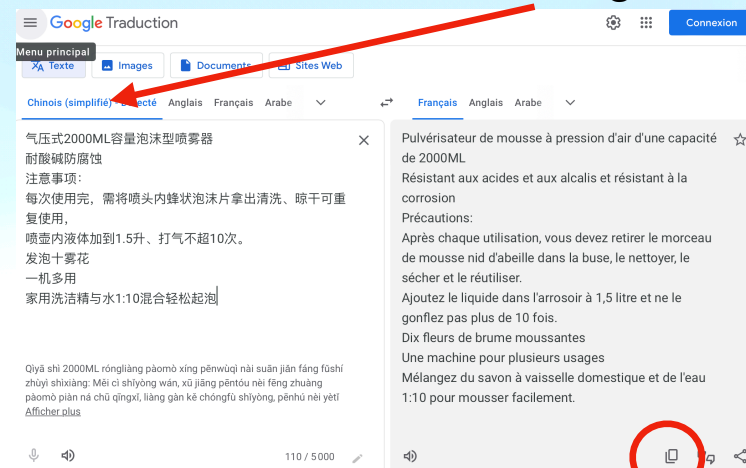 Google Traduction
Connexion
Menu principal
Texte
Images
Documents
Sites Web
Chinois (simplifié)
Anglais
Français
Arabe
Français
Anglais
Arabe
气压式2000ML容量泡沫型喷雾器
耐酸碱防腐蚀
注意事项：
每次使用完，需将喷头内蜂状泡沫片拿出清洗、晾干可重
复使用，
喷壶内液体加到1.5升、打气不超10次。
发泡十雾花
一机多用
家用洗洁精与水1:10混合轻松起泡
Qìyā shì 2000ML róngliàng pàomò xíng pēnwùqì nài suān jiǎn fáng fǔshí
zhùyì shìxiàng: Měi cì shǐyòng wán, xū jiāng pēntóu nèi fēng zhuàng
pàomò piàn ná chū qīngxǐ, liàng gàn kě chóngfù shǐyòng, pēnhú nèi yètǐ
Afficher plus
110 / 5 000
Pulvérisateur de mousse à pression d'air d'une capacité
de 2000ML
Résistant aux acides et aux alcalis et résistant à la
corrosion
Précautions:
Après chaque utilisation, vous devez retirer le morceau
de mousse nid d'abeille dans la buse, le nettoyer, le
sécher et le réutiliser.
Ajoutez le liquide dans l'arrosoir à 1,5 litre et ne le
gonflez pas plus de 10 fois.
Dix fleurs de brume moussantes
Une machine pour plusieurs usages
Mélangez du savon à vaisselle domestique et de l'eau
1:10 pour mousser facilement.